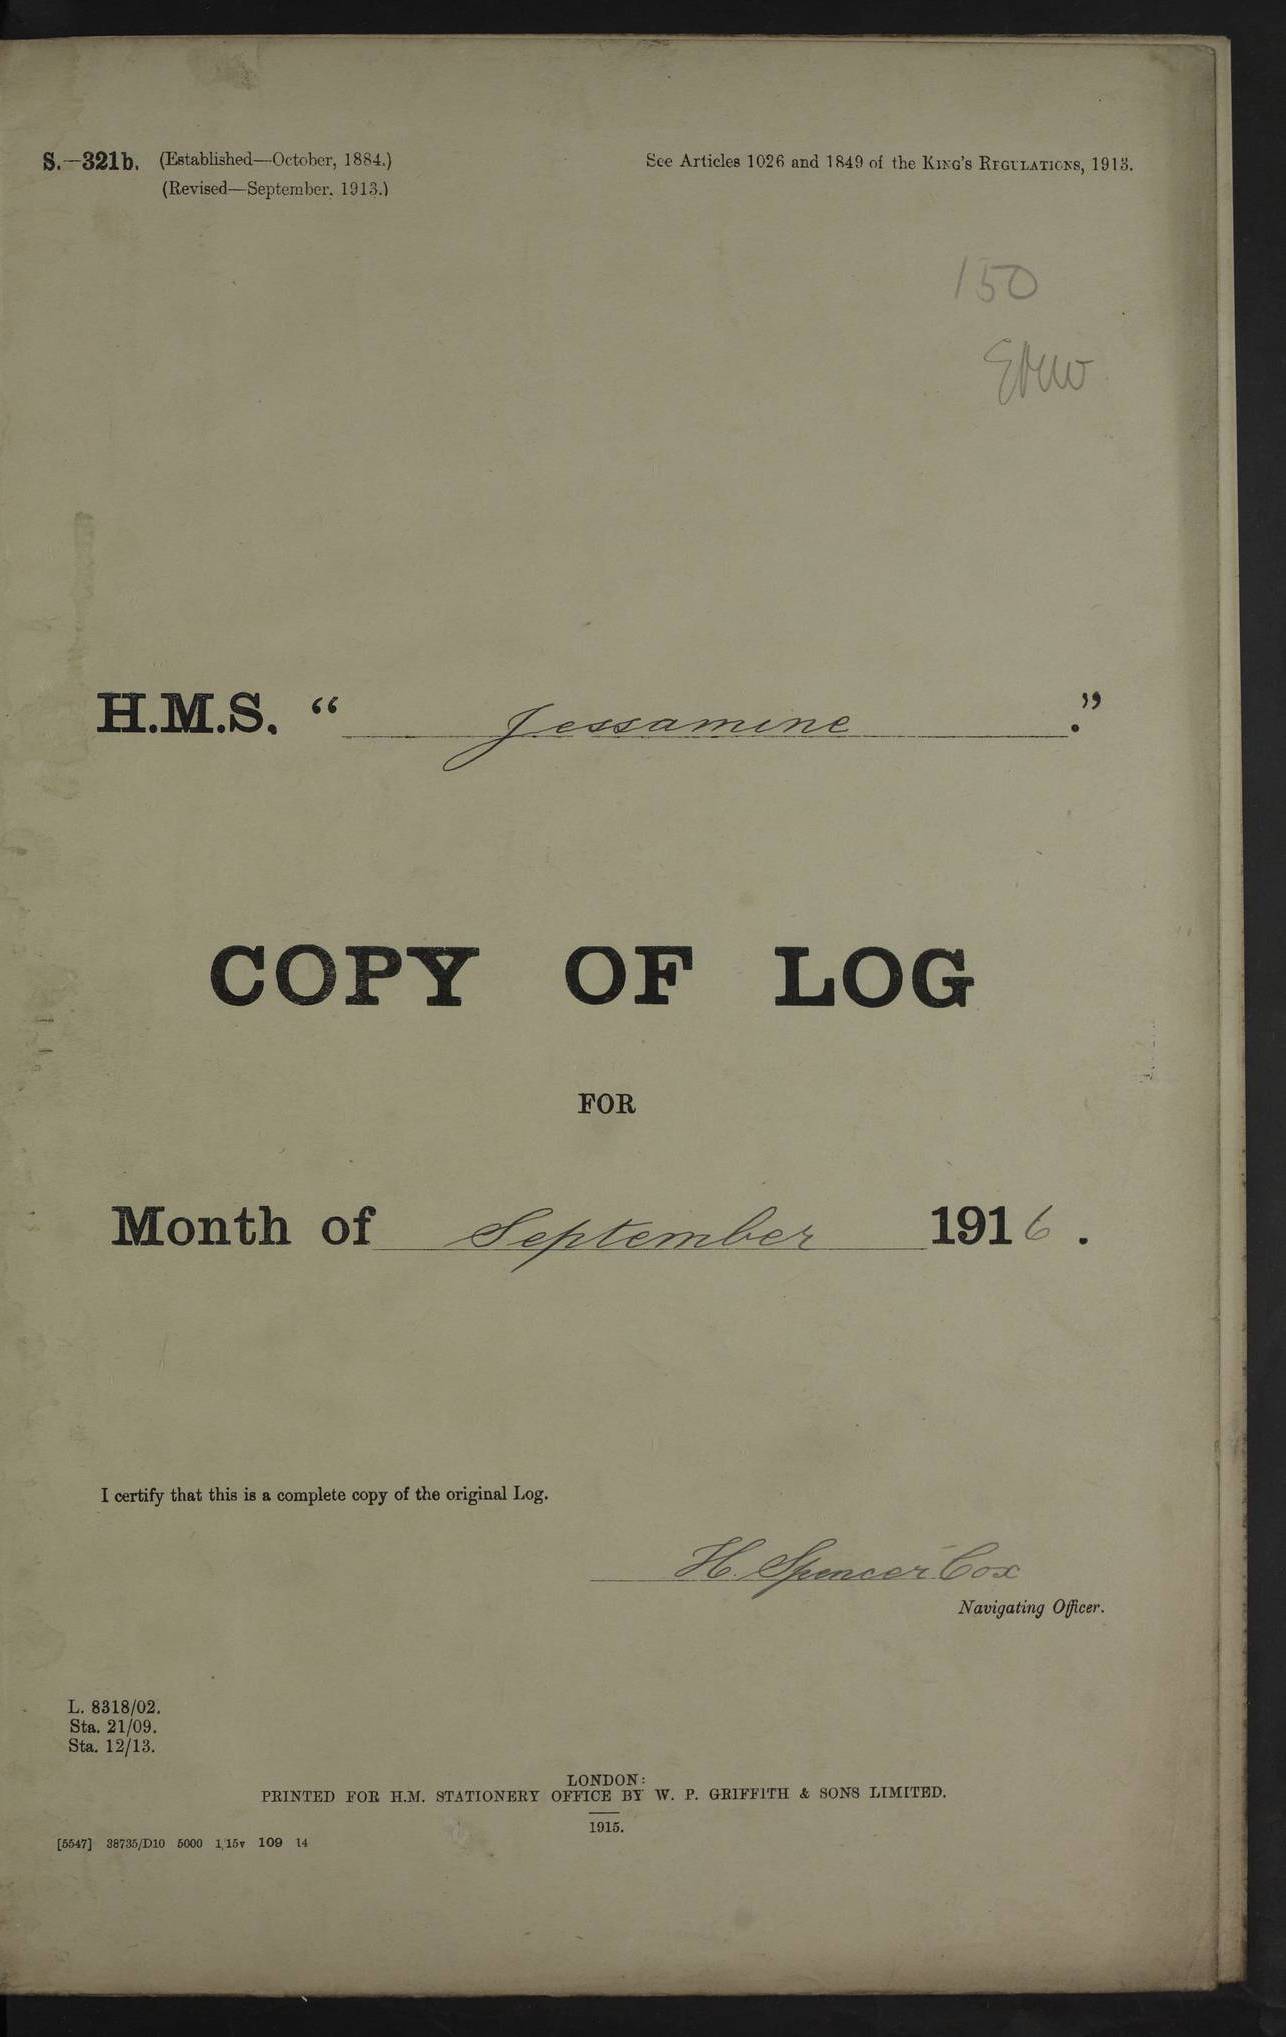 S.—321b. (Established—October, 1884.)
(Revised—September, 1913.)
See Articles 1026 and 1849 of the KING'S REGULATIONS, 1913.
150
H.M.S. “ Jessamine .”
COPY OF LOG
FOR
Month of September 1916 .
I certify that this is a complete copy of the original Log.
H. Spencer Cox
Navigating Officer.
L. 8318/02.
Sta. 21/09.
Sta. 12/13.
LONDON:
PRINTED FOR H.M. STATIONERY OFFICE BY W. P. GRIFFITH & SONS LIMITED.
1915.
[5547] 38735/D10 5000 1,15v 109 14